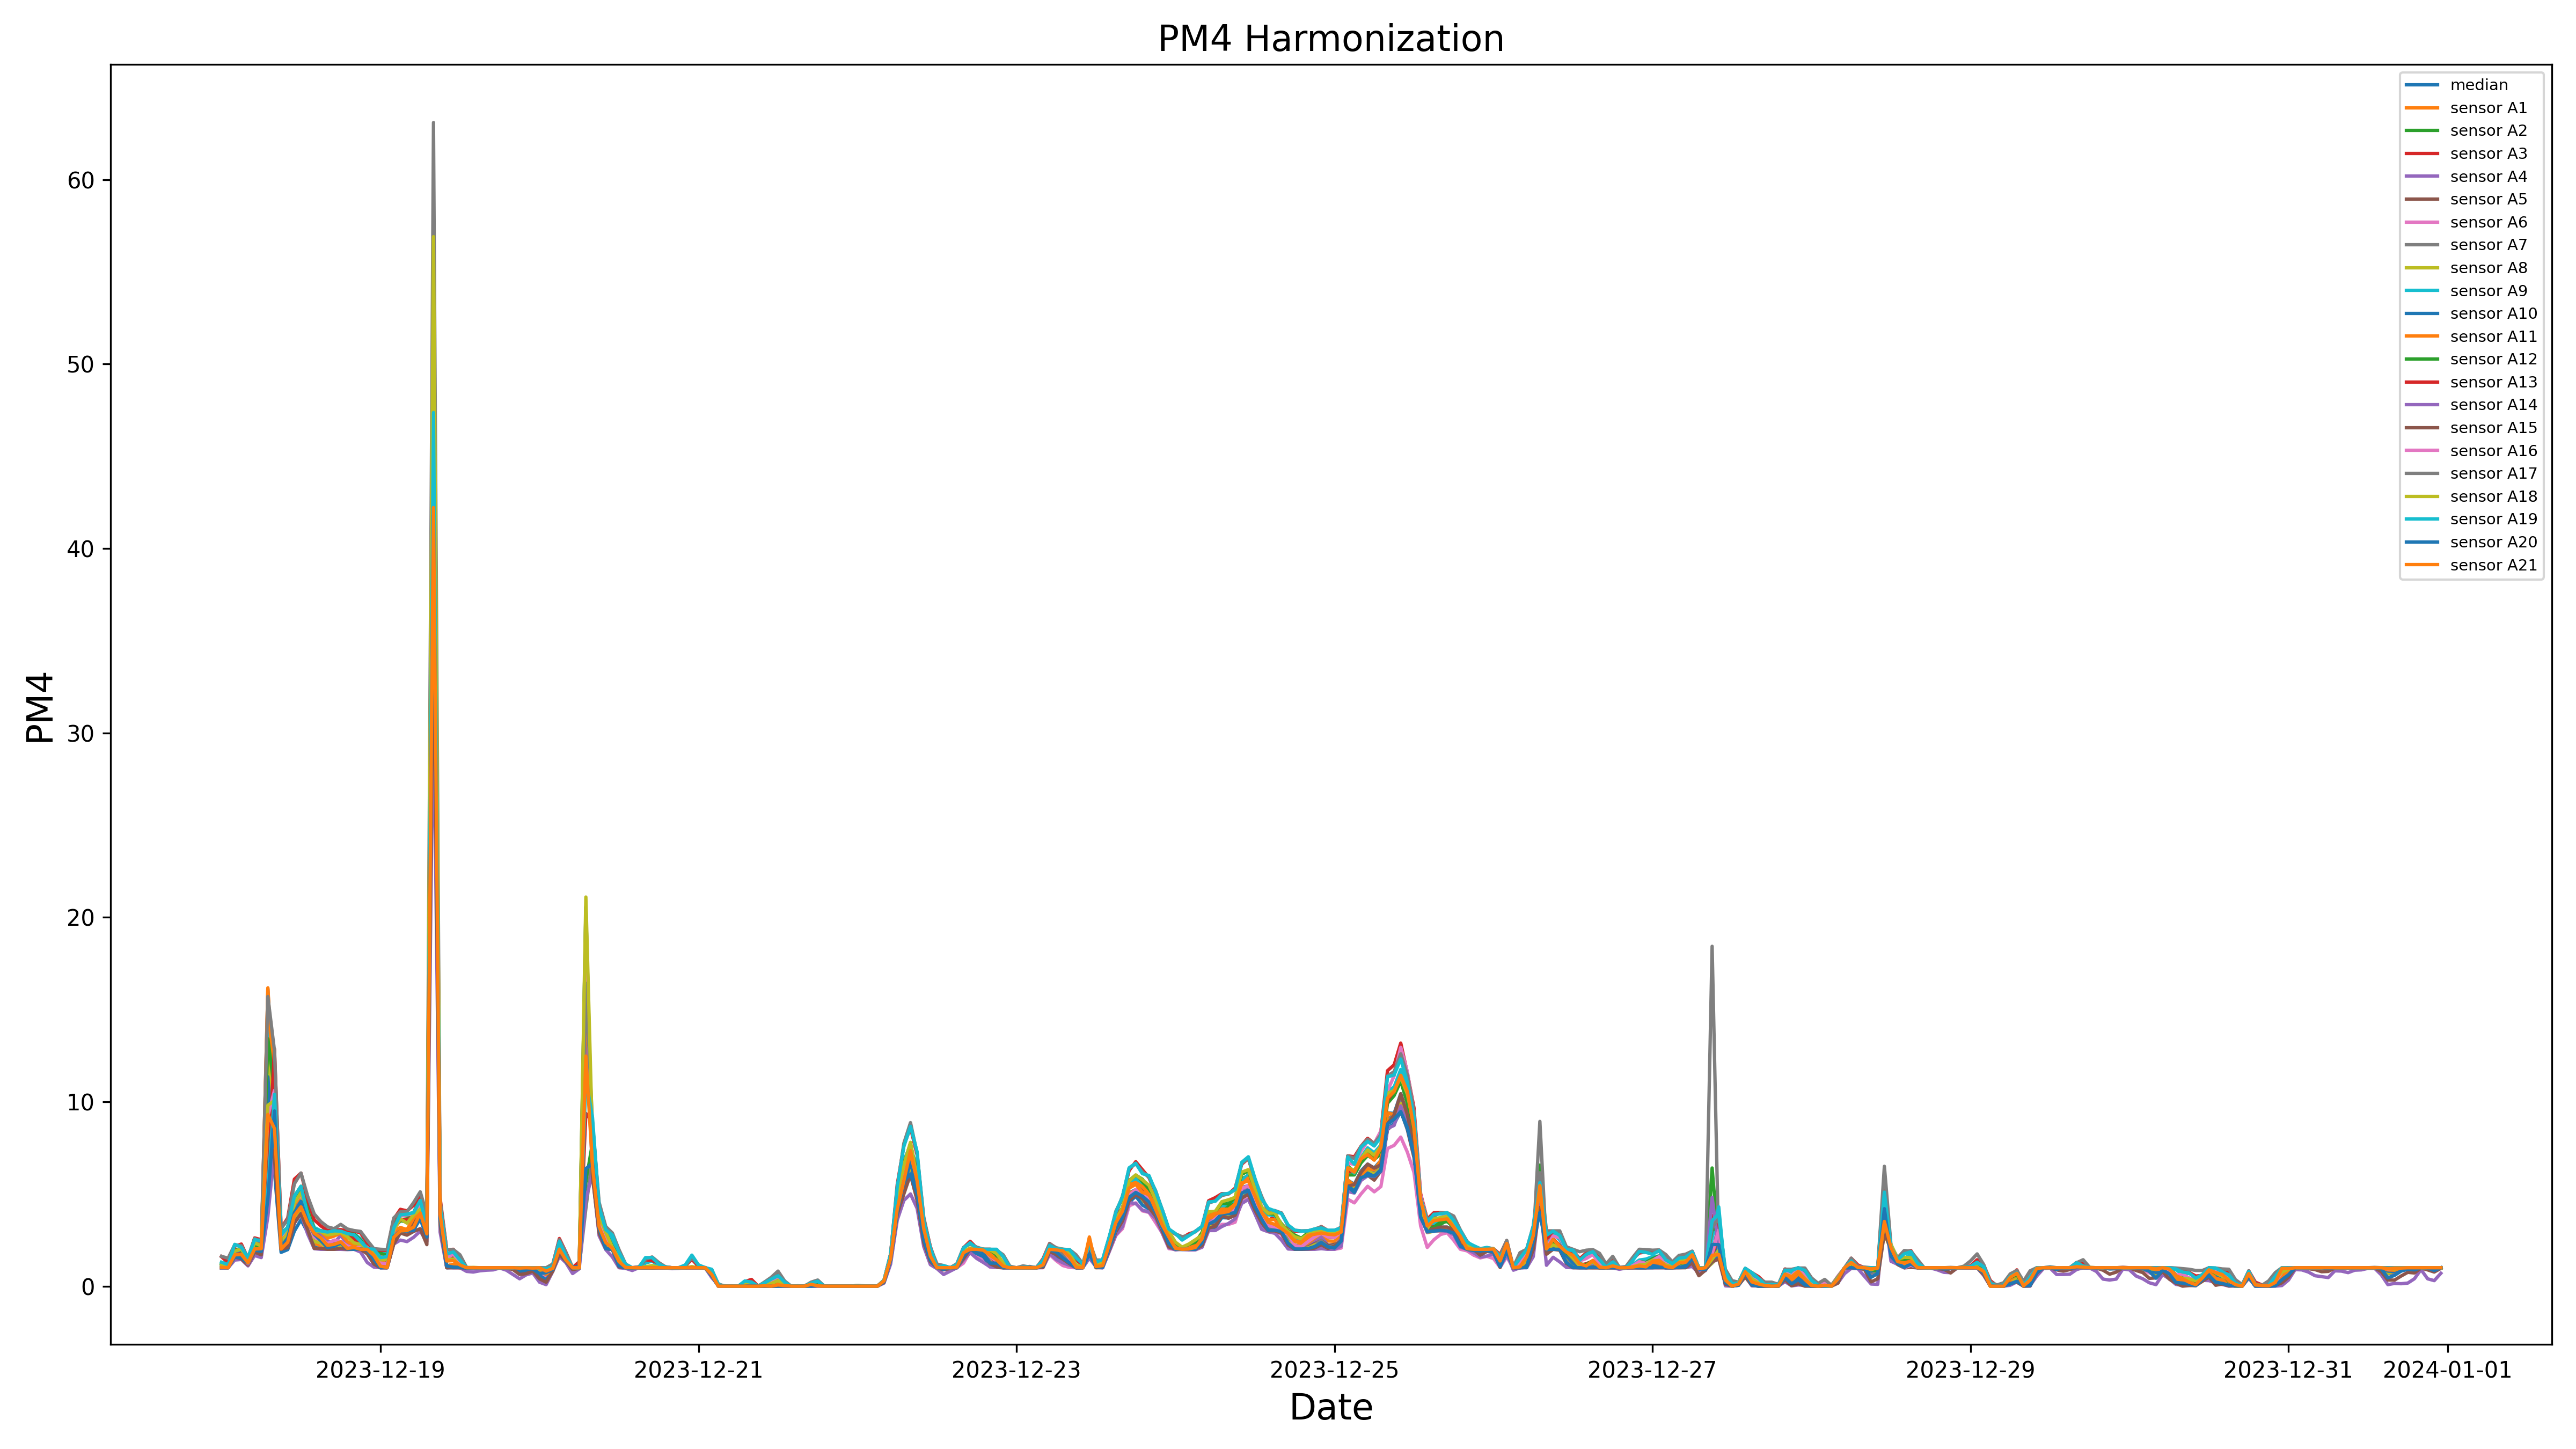 PM4 Harmonization
median
sensor A1
sensor A2
sensor A3
sensor A4
sensor A5
sensor A6
sensor A7
sensor A8
sensor A9
sensor A10
sensor A11
sensor A12
sensor A13
sensor A14
sensor A15
sensor A16
sensor A17
sensor A18
sensor A19
sensor A20
sensor A21
PM4
60
50
40
30
20
10
0
2023-12-19 2023-12-21 2023-12-23 2023-12-25 2023-12-27 2023-12-29 2023-12-31 2024-01-01
Date